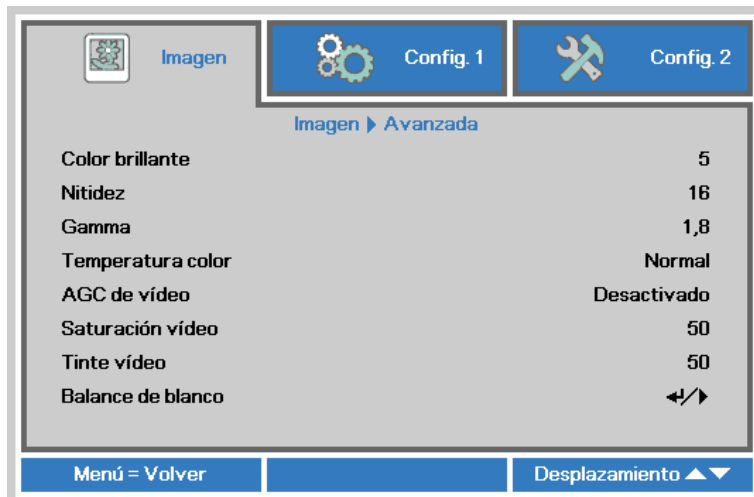 Imagen Config. 1 Config. 2
Imagen ▶ Avanzada
Color brillante 5
Nitidez 16
Gamma 1,8
Temperatura color Normal
AGC de vídeo Desactivado
Saturación vídeo 50
Tinte vídeo 50
Balance de blanco ↵/▶
Menú = Volver Desplazamiento ▲▼